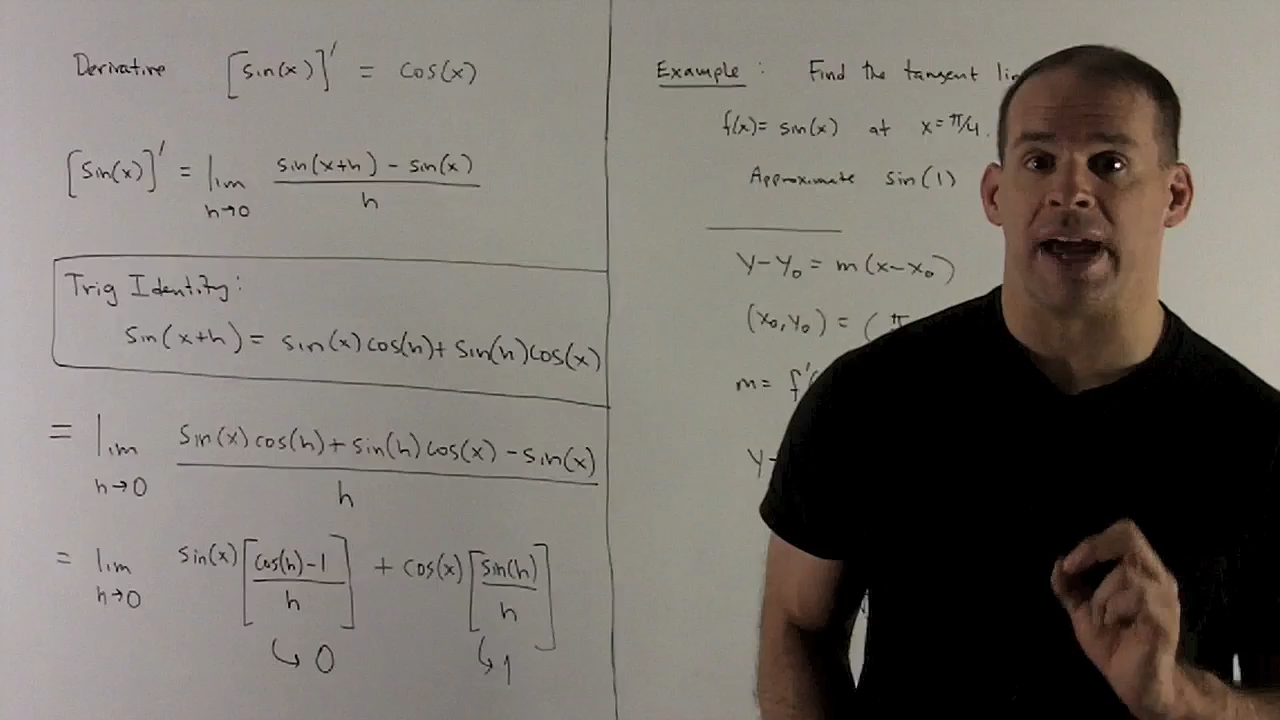 Derivative [sin(x)]' = cos(x)
[sin(x)]' = lim h→0 sin(x+h) - sin(x) / h
Trig Identity:
sin(x+h) = sin(x)cos(h) + sin(h)cos(x)
= lim h→0 sin(x)cos(h) + sin(h)cos(x) - sin(x) / h
= lim h→0 sin(x) [cos(h)-1 / h] + cos(x) [sin(h) / h]
↳ 0 ↳ 1
Example: Find the tangent
f(x) = sin(x) at x = π/4.
Approximate sin(1)
y-y₀ = m(x-x₀)
(x₀,y₀) = (π
m = f'(
y-